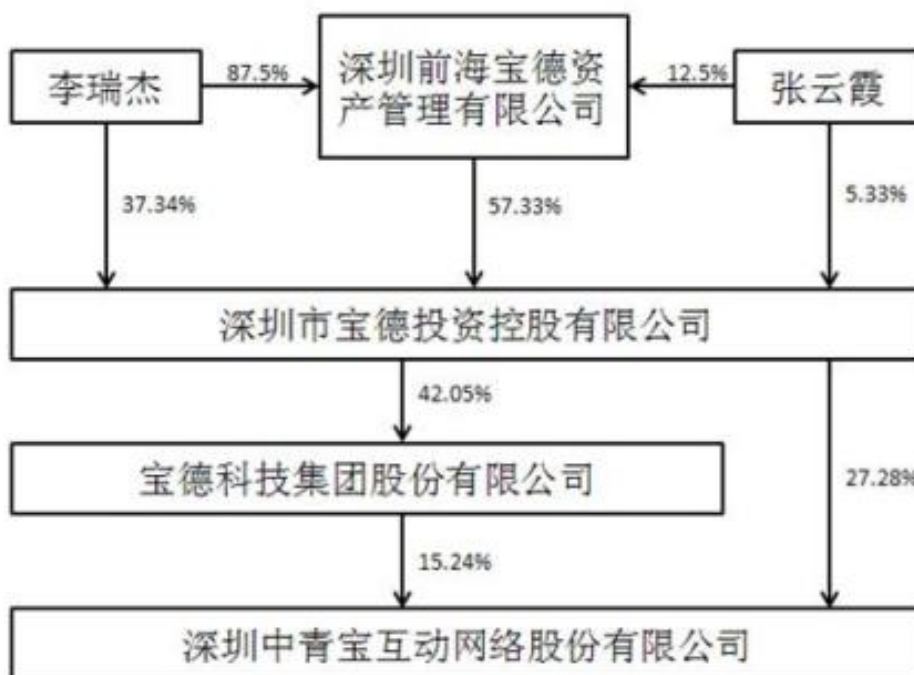 李瑞杰
87.5%
深圳前海宝德资
产管理有限公司
12.5%
张云霞
37.34%
57.33%
5.33%
深圳市宝德投资控股有限公司
42.05%
宝德科技集团股份有限公司
27.28%
15.24%
深圳中青宝互动网络股份有限公司